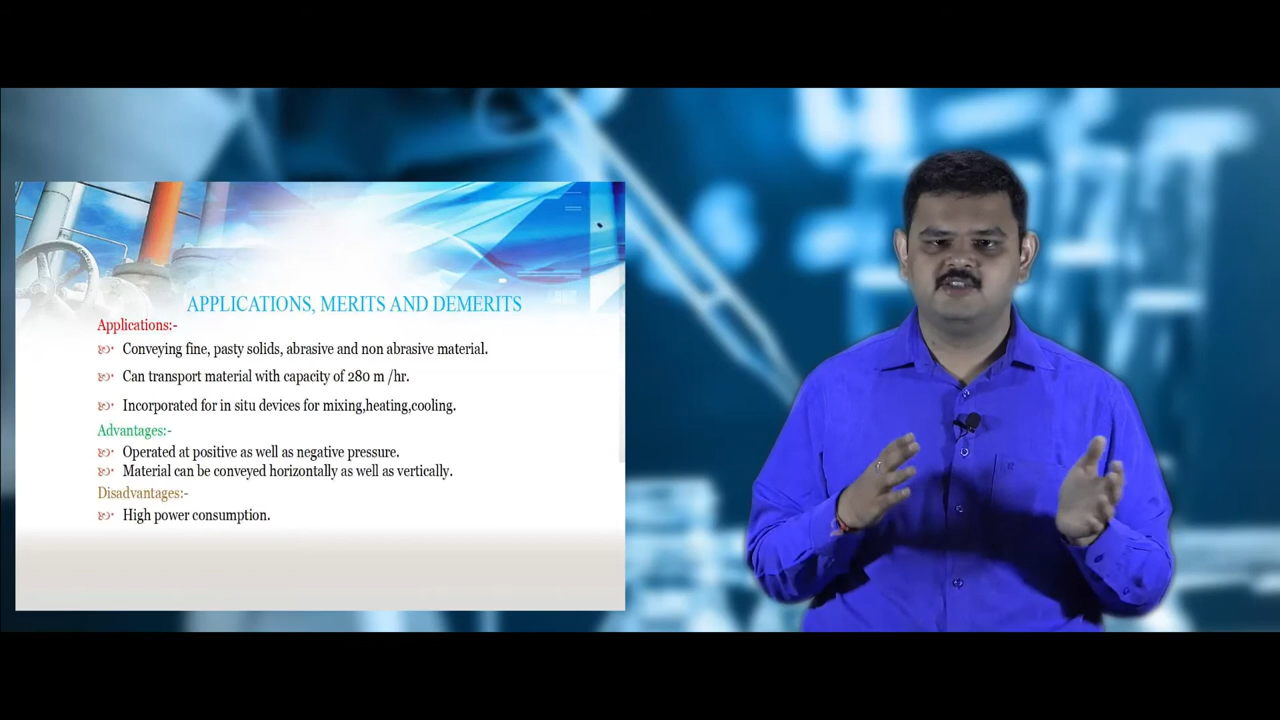 APPLICATIONS, MERITS AND DEMERITS
Applications:-
Conveying fine, pasty solids, abrasive and non abrasive material.
Can transport material with capacity of 280 m /hr.
Incorporated for in situ devices for mixing,heating,cooling.
Advantages:-
Operated at positive as well as negative pressure.
Material can be conveyed horizontally as well as vertically.
Disadvantages:-
High power consumption.